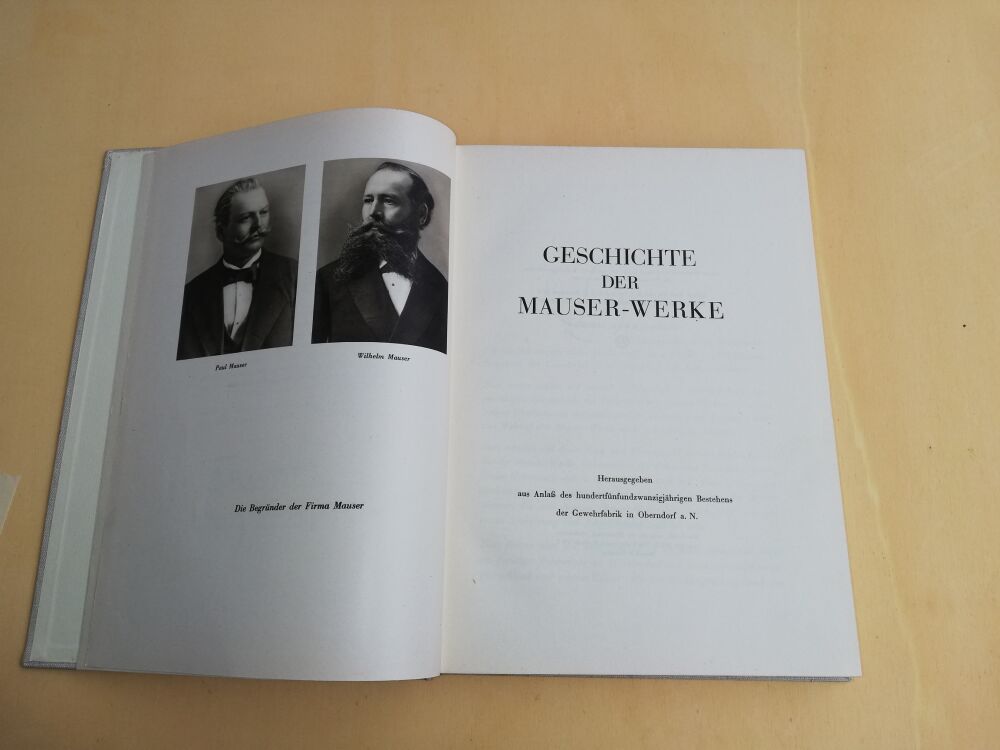 Paul Mauser
Wilhelm Mauser
Die Begründer der Firma Mauser
GESCHICHTE
DER
MAUSER-WERKE
Herausgegeben
aus Anlaß des hundertfünfundzwanzigjährigen Bestehens
der Gewehrfabrik in Oberndorf a. N.